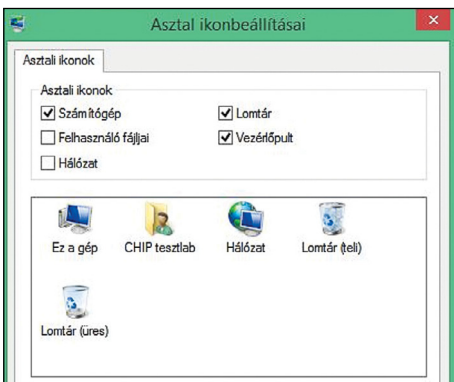 Asztal ikonbeállításai
Asztali ikonok
Asztali ikonok
Számítógép
Lomtár
Felhasználó fájljai
Vezérlőpult
Hálózat
Ez a gép
CHIP tesztlab
Hálózat
Lomtár (teli)
Lomtár (üres)